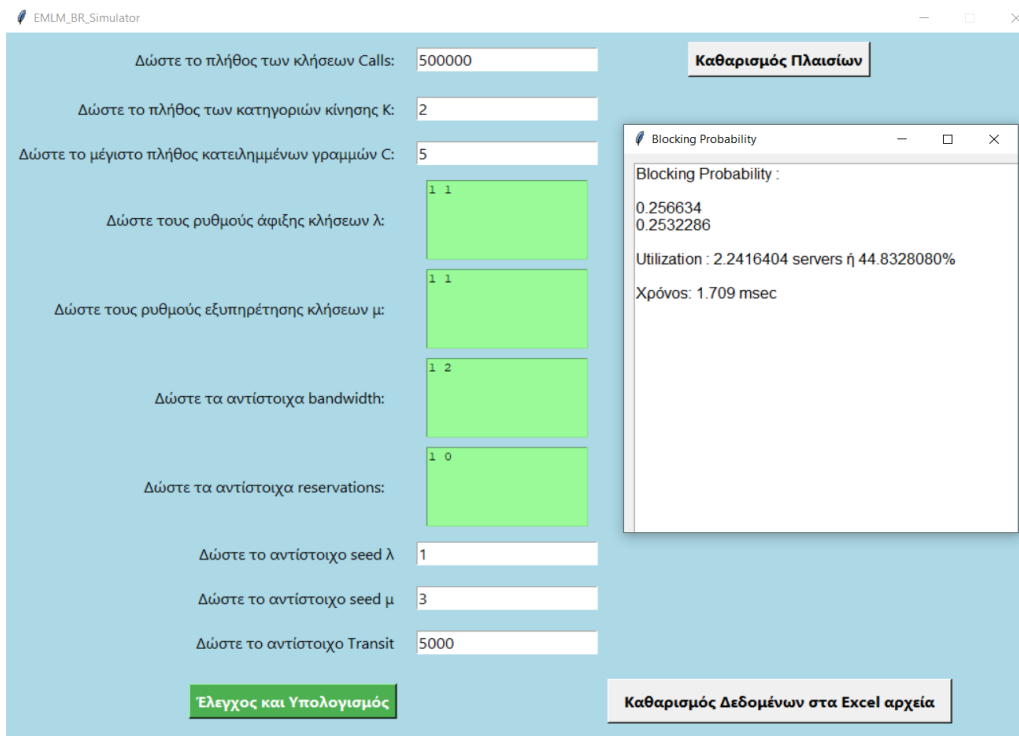 EMLM_BR_Simulator
Δώστε το πλήθος των κλήσεων Calls:
500000
Καθαρισμός Πλαισίων
Δώστε το πλήθος των κατηγοριών κίνησης K:
2
Δώστε το μέγιστο πλήθος κατειλημμένων γραμμών C:
5
Δώστε τους ρυθμούς άφιξης κλήσεων λ:
1 1
Δώστε τους ρυθμούς εξυπηρέτησης κλήσεων μ:
1 1
Δώστε τα αντίστοιχα bandwidth:
1 2
Δώστε τα αντίστοιχα reservations:
1 0
Δώστε το αντίστοιχο seed λ
1
Δώστε το αντίστοιχο seed μ
3
Δώστε το αντίστοιχο Transit
5000
Έλεγχος και Υπολογισμός
Καθαρισμός Δεδομένων στα Excel αρχεία
Blocking Probability
Blocking Probability :
0.256634
0.2532286
Utilization : 2.2416404 servers ή 44.8328080%
Χρόνος: 1.709 msec